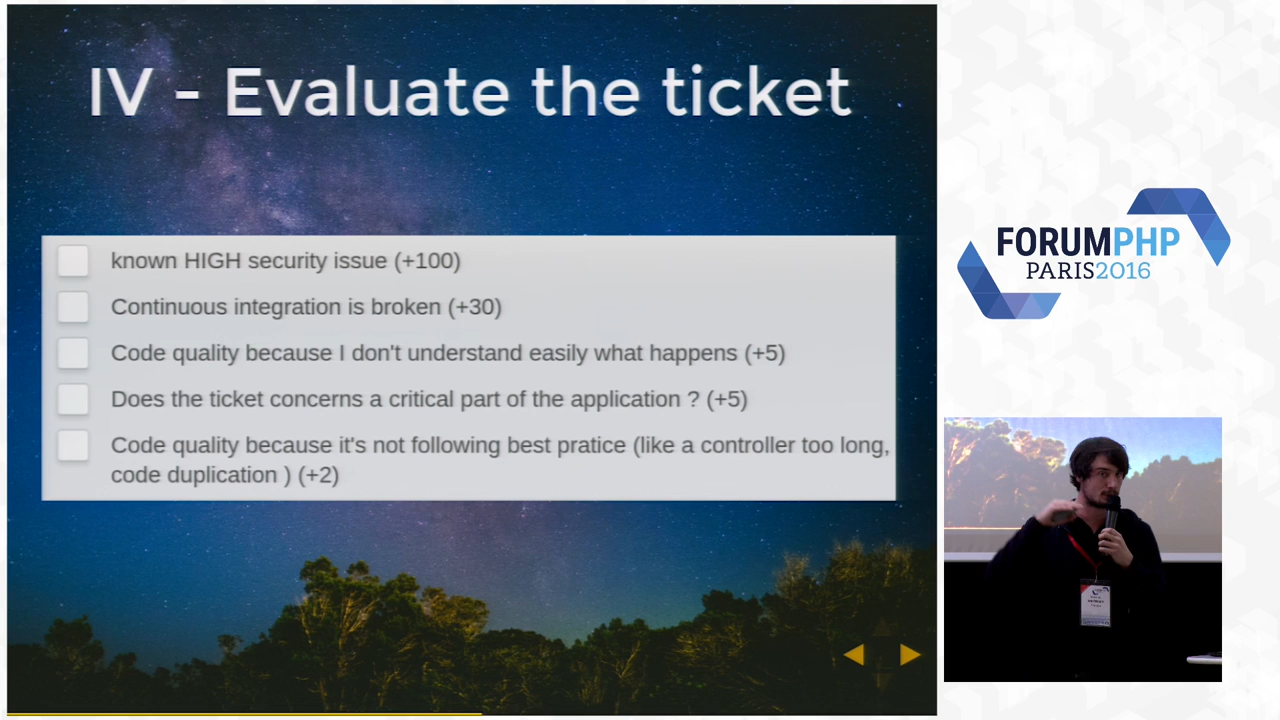 IV - Evaluate the ticket
known HIGH security issue (+100)
Continuous integration is broken (+30)
Code quality because I don't understand easily what happens (+5)
Does the ticket concerns a critical part of the application ? (+5)
Code quality because it's not following best pratice (like a controller too long,
code duplication ) (+2)
FORUMPHP
PARIS2016